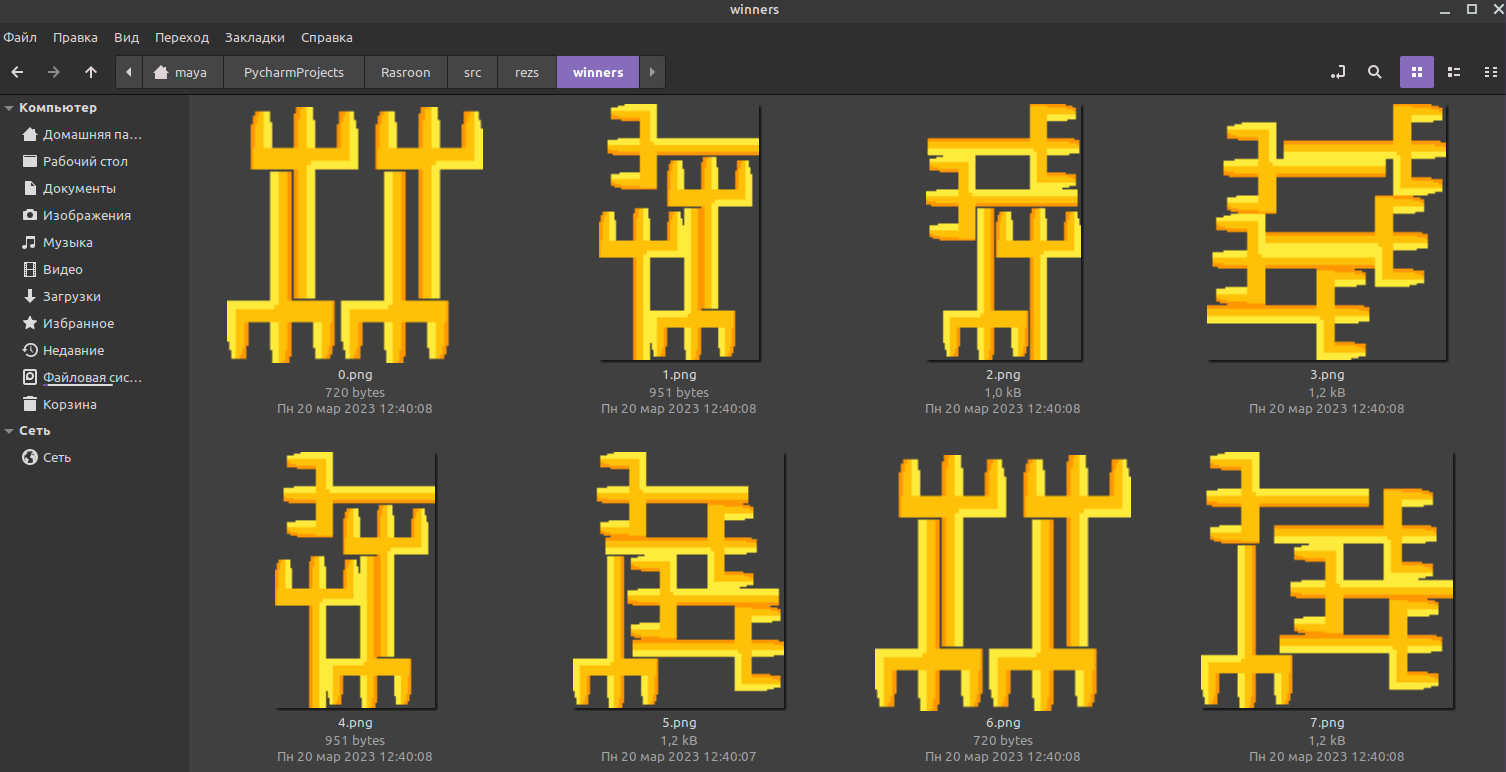 winners
Файл Правка Вид Переход Закладки Справка
maya PycharmProjects Rasroon src rezs winners
Компьютер
Домашняя па...
Рабочий стол
Документы
Изображения
Музыка
Видео
Загрузки
Избранное
Недавние
Файловая сис...
Корзина
Сеть
Сеть
0.png
720 bytes
Пн 20 мар 2023 12:40:08
1.png
951 bytes
Пн 20 мар 2023 12:40:08
2.png
1,0 kB
Пн 20 мар 2023 12:40:08
3.png
1,2 kB
Пн 20 мар 2023 12:40:08
4.png
951 bytes
Пн 20 мар 2023 12:40:08
5.png
1,2 kB
Пн 20 мар 2023 12:40:07
6.png
720 bytes
Пн 20 мар 2023 12:40:08
7.png
1,2 kB
Пн 20 мар 2023 12:40:08